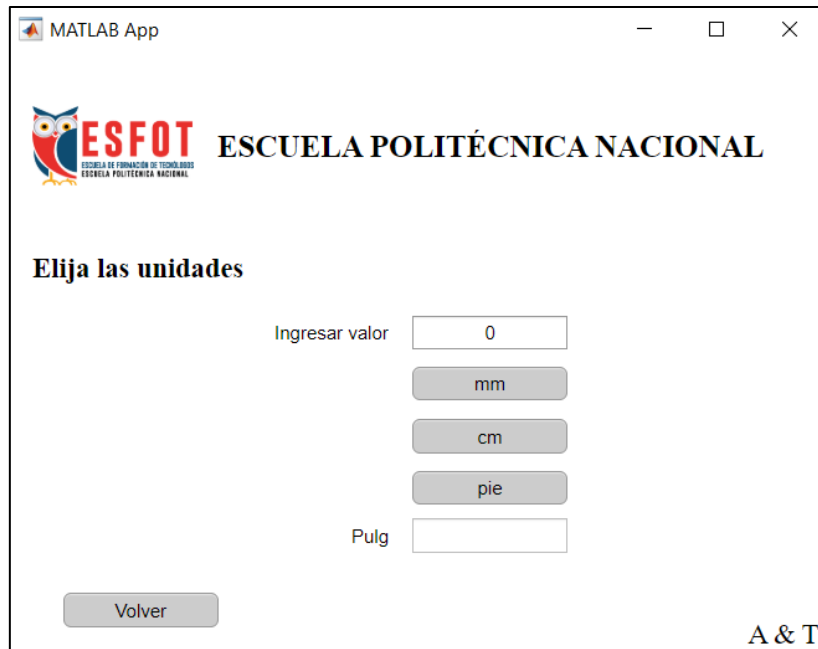 MATLAB App
ESFOT
ESCUELA DE FORMACIÓN DE TECNÓLOGOS
ESCUELA POLITÉCNICA NACIONAL
ESCUELA POLITÉCNICA NACIONAL
Elija las unidades
Ingresar valor 0
mm
cm
pie
Pulg
Volver
A & T